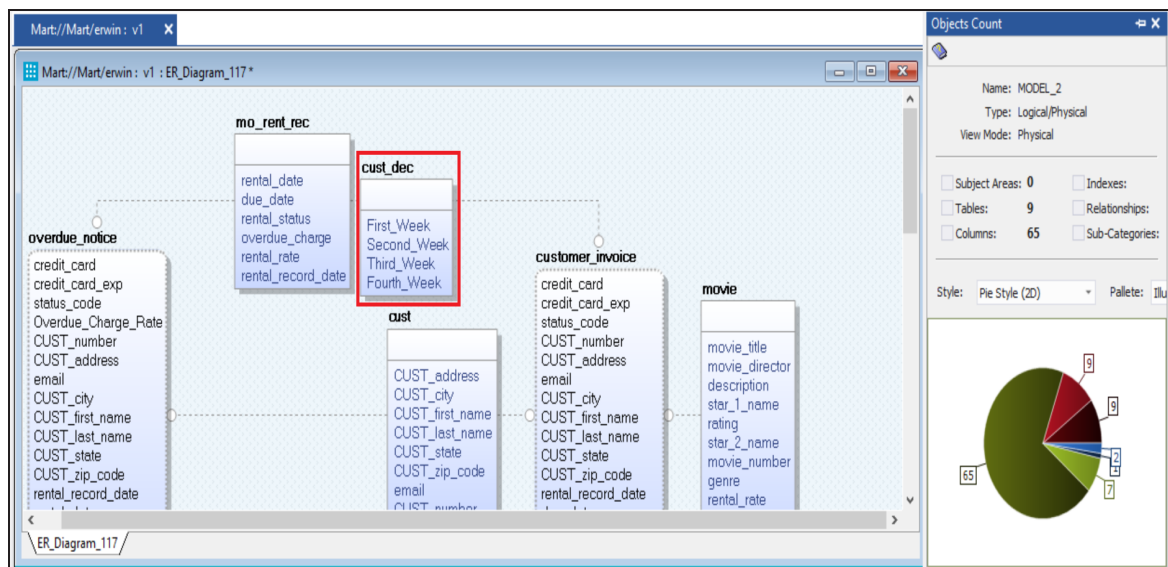 Mart://Mart/erwin : v1 X
Mart://Mart/erwin : v1 : ER_Diagram_117 *
mo_rent_rec
rental_date
due_date
rental_status
overdue_charge
rental_rate
rental_record_date
cust_dec
First_Week
Second_Week
Third_Week
Fourth_Week
overdue_notice
credit_card
credit_card_exp
status_code
Overdue_Charge_Rate
CUST_number
CUST_address
email
CUST_city
CUST_first_name
CUST_last_name
CUST_state
CUST_zip_code
rental_record_date
cust
CUST_address
CUST_city
CUST_first_name
CUST_last_name
CUST_state
CUST_zip_code
email
CUST_number
customer_invoice
credit_card
credit_card_exp
status_code
CUST_number
CUST_address
email
CUST_city
CUST_first_name
CUST_last_name
CUST_state
CUST_zip_code
rental_record_date
movie
movie_title
movie_director
description
star_1_name
rating
star_2_name
movie_number
genre
rental_rate
ER_Diagram_117
Objects Count
Name: MODEL_2
Type: Logical/Physical
View Mode: Physical
Subject Areas: 0 Indexes:
Tables: 9 Relationships:
Columns: 65 Sub-Categories:
Style: Pie Style (2D) Pallete: Illu
9
9
2
7
65